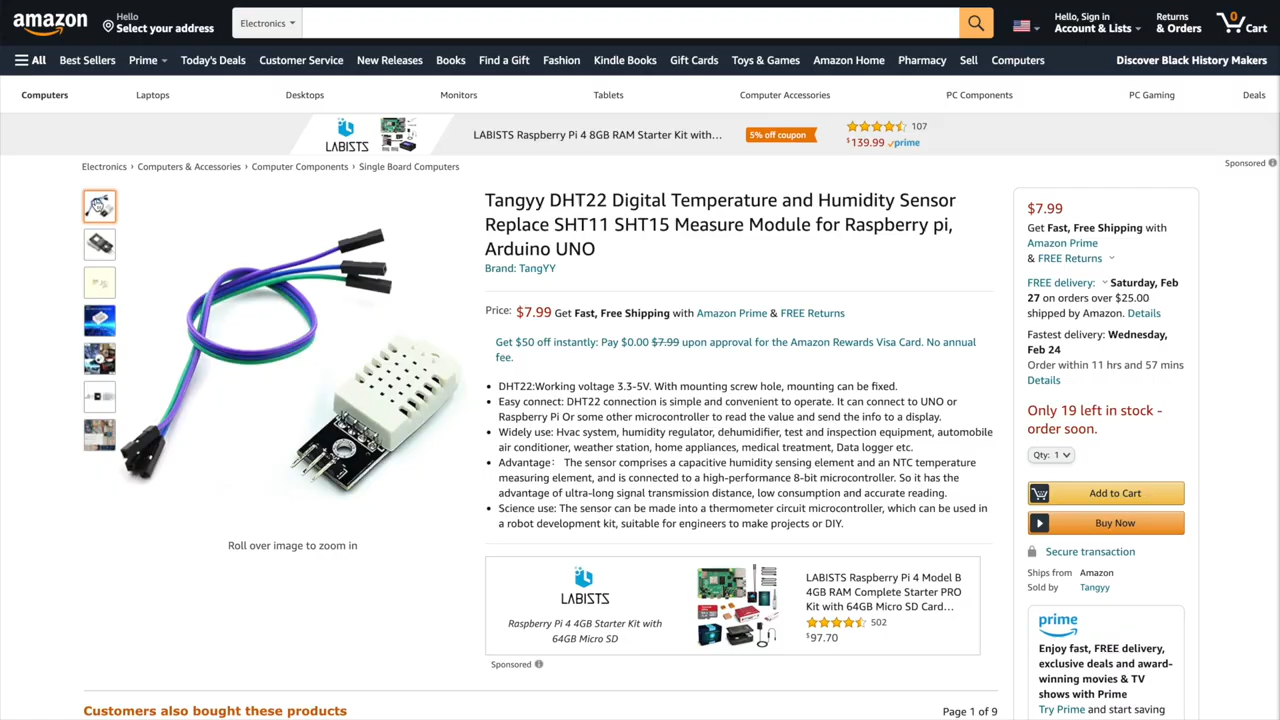 amazon
Hello
Select your address
Electronics
Hello, Sign in
Account & Lists
Returns
& Orders
0
Cart
All
Best Sellers
Prime
Today's Deals
Customer Service
New Releases
Books
Find a Gift
Fashion
Kindle Books
Gift Cards
Toys & Games
Amazon Home
Pharmacy
Sell
Computers
Discover Black History Makers
Computers
Laptops
Desktops
Monitors
Tablets
Computer Accessories
PC Components
PC Gaming
Deals
LABISTS
LABISTS Raspberry Pi 4 8GB RAM Starter Kit with…
5% off coupon
107
$139.99 prime
Sponsored
Electronics › Computers & Accessories › Computer Components › Single Board Computers
Tangyy DHT22 Digital Temperature and Humidity Sensor
Replace SHT11 SHT15 Measure Module for Raspberry pi,
Arduino UNO
Brand: TangYY
Price: $7.99 Get Fast, Free Shipping with Amazon Prime & FREE Returns
Get $50 off instantly: Pay $0.00 $7.99 upon approval for the Amazon Rewards Visa Card. No annual
fee.
• DHT22:Working voltage 3.3-5V. With mounting screw hole, mounting can be fixed.
• Easy connect: DHT22 connection is simple and convenient to operate. It can connect to UNO or
Raspberry Pi Or some other microcontroller to read the value and send the info to a display.
• Widely use: Hvac system, humidity regulator, dehumidifier, test and inspection equipment, automobile
air conditioner, weather station, home appliances, medical treatment, Data logger etc.
• Advantage： The sensor comprises a capacitive humidity sensing element and an NTC temperature
measuring element, and is connected to a high-performance 8-bit microcontroller. So it has the
advantage of ultra-long signal transmission distance, low consumption and accurate reading.
• Science use: The sensor can be made into a thermometer circuit microcontroller, which can be used in
a robot development kit, suitable for engineers to make projects or DIY.
Roll over image to zoom in
LABISTS
Raspberry Pi 4 4GB Starter Kit with
64GB Micro SD
LABISTS Raspberry Pi 4 Model B
4GB RAM Complete Starter PRO
Kit with 64GB Micro SD Card…
502
$97.70
Sponsored
Customers also bought these products
Page 1 of 9
$7.99
Get Fast, Free Shipping with
Amazon Prime
& FREE Returns
FREE delivery: Saturday, Feb
27 on orders over $25.00
shipped by Amazon. Details
Fastest delivery: Wednesday,
Feb 24
Order within 11 hrs and 57 mins
Details
Only 19 left in stock -
order soon.
Qty: 1
Add to Cart
Buy Now
Secure transaction
Ships from Amazon
Sold by Tangyy
prime
Enjoy fast, FREE delivery,
exclusive deals and award-
winning movies & TV
shows with Prime
Try Prime and start saving